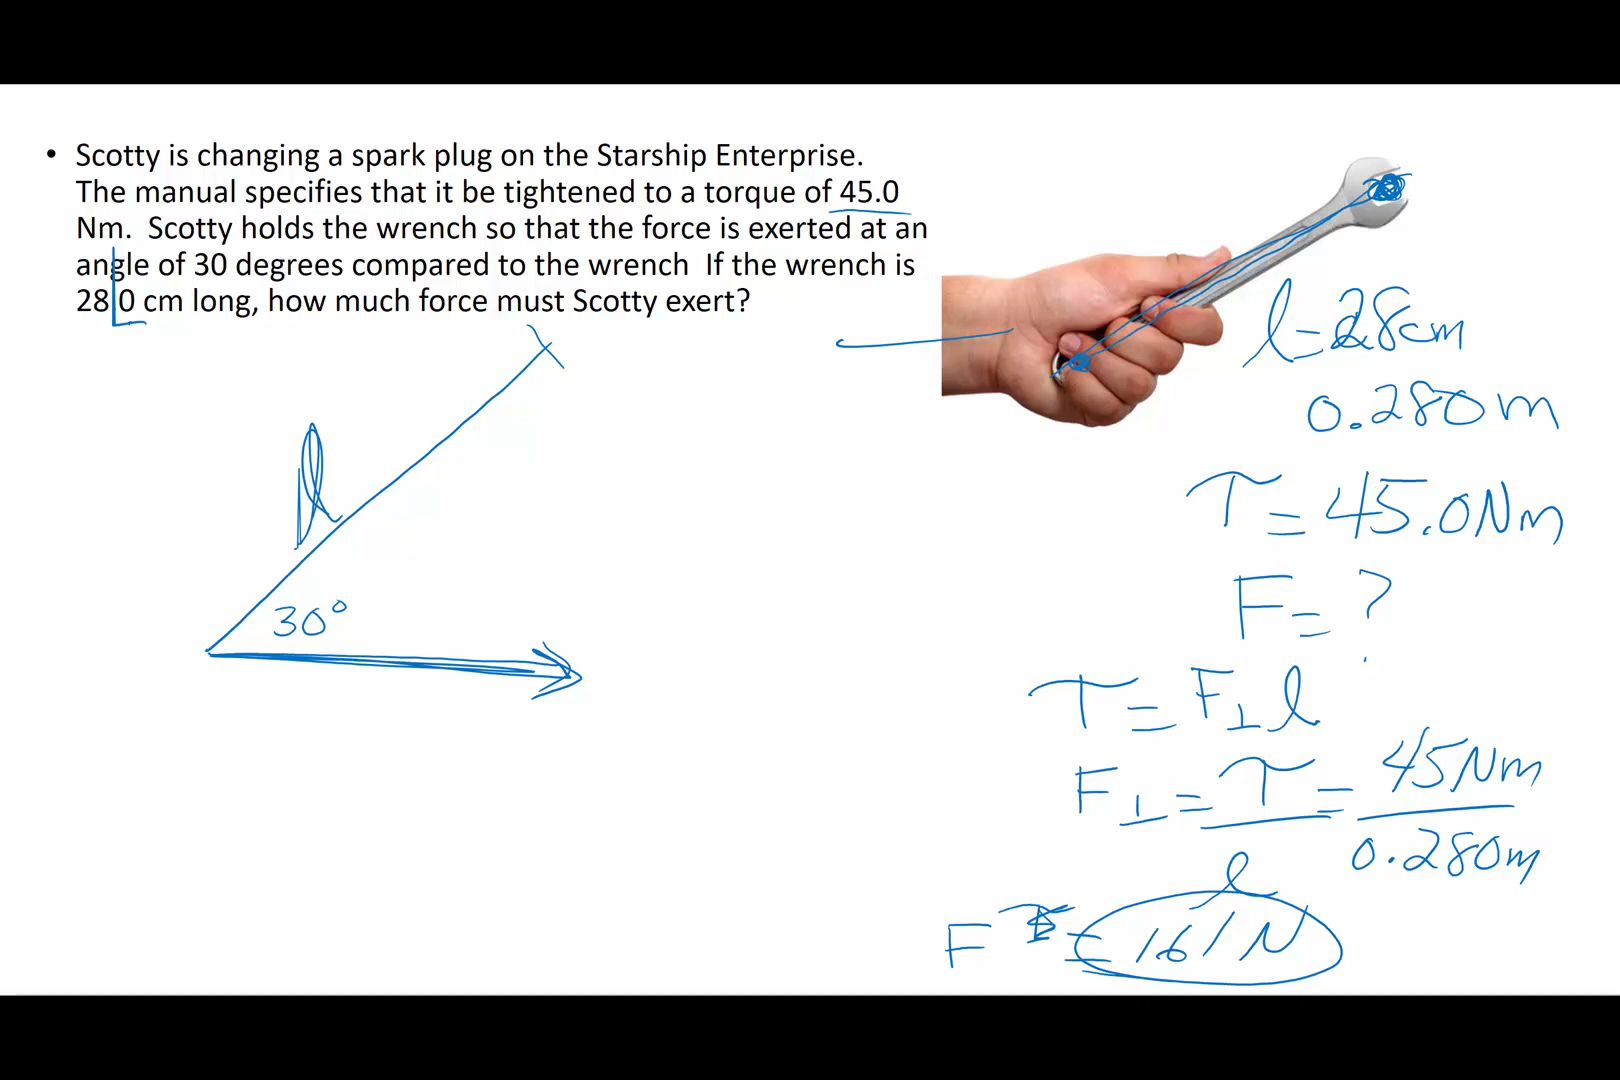 • Scotty is changing a spark plug on the Starship Enterprise.
The manual specifies that it be tightened to a torque of 45.0
Nm. Scotty holds the wrench so that the force is exerted at an
angle of 30 degrees compared to the wrench If the wrench is
28.0 cm long, how much force must Scotty exert?
l = 28cm
0.280m
τ = 45.0Nm
F = ?
τ = F⊥ l
F⊥ = τ / l = 45Nm / 0.280m
F⊥ = 161N
l
30°